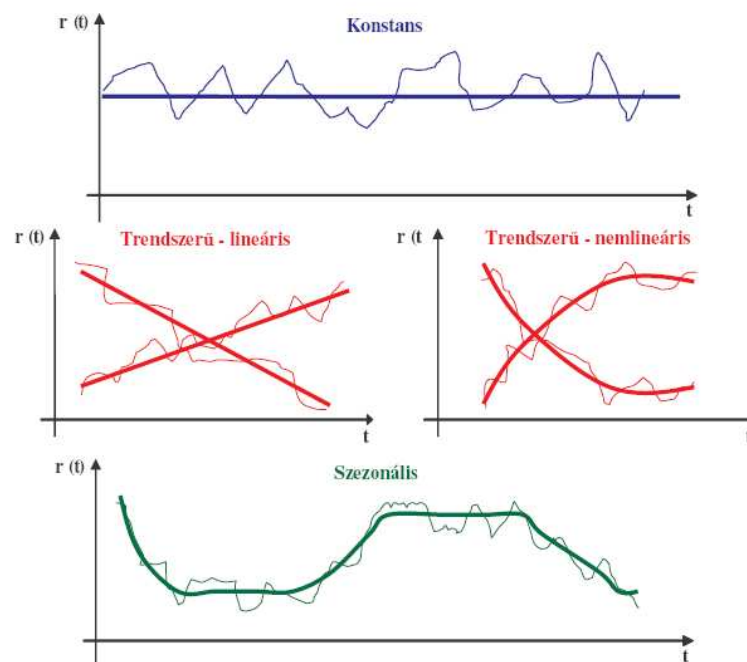 r (t)
Konstans
t
r (t)
Trendszerű - lineáris
t
r (t
Trendszerű - nemlineáris
r (t)
Szezonális
t